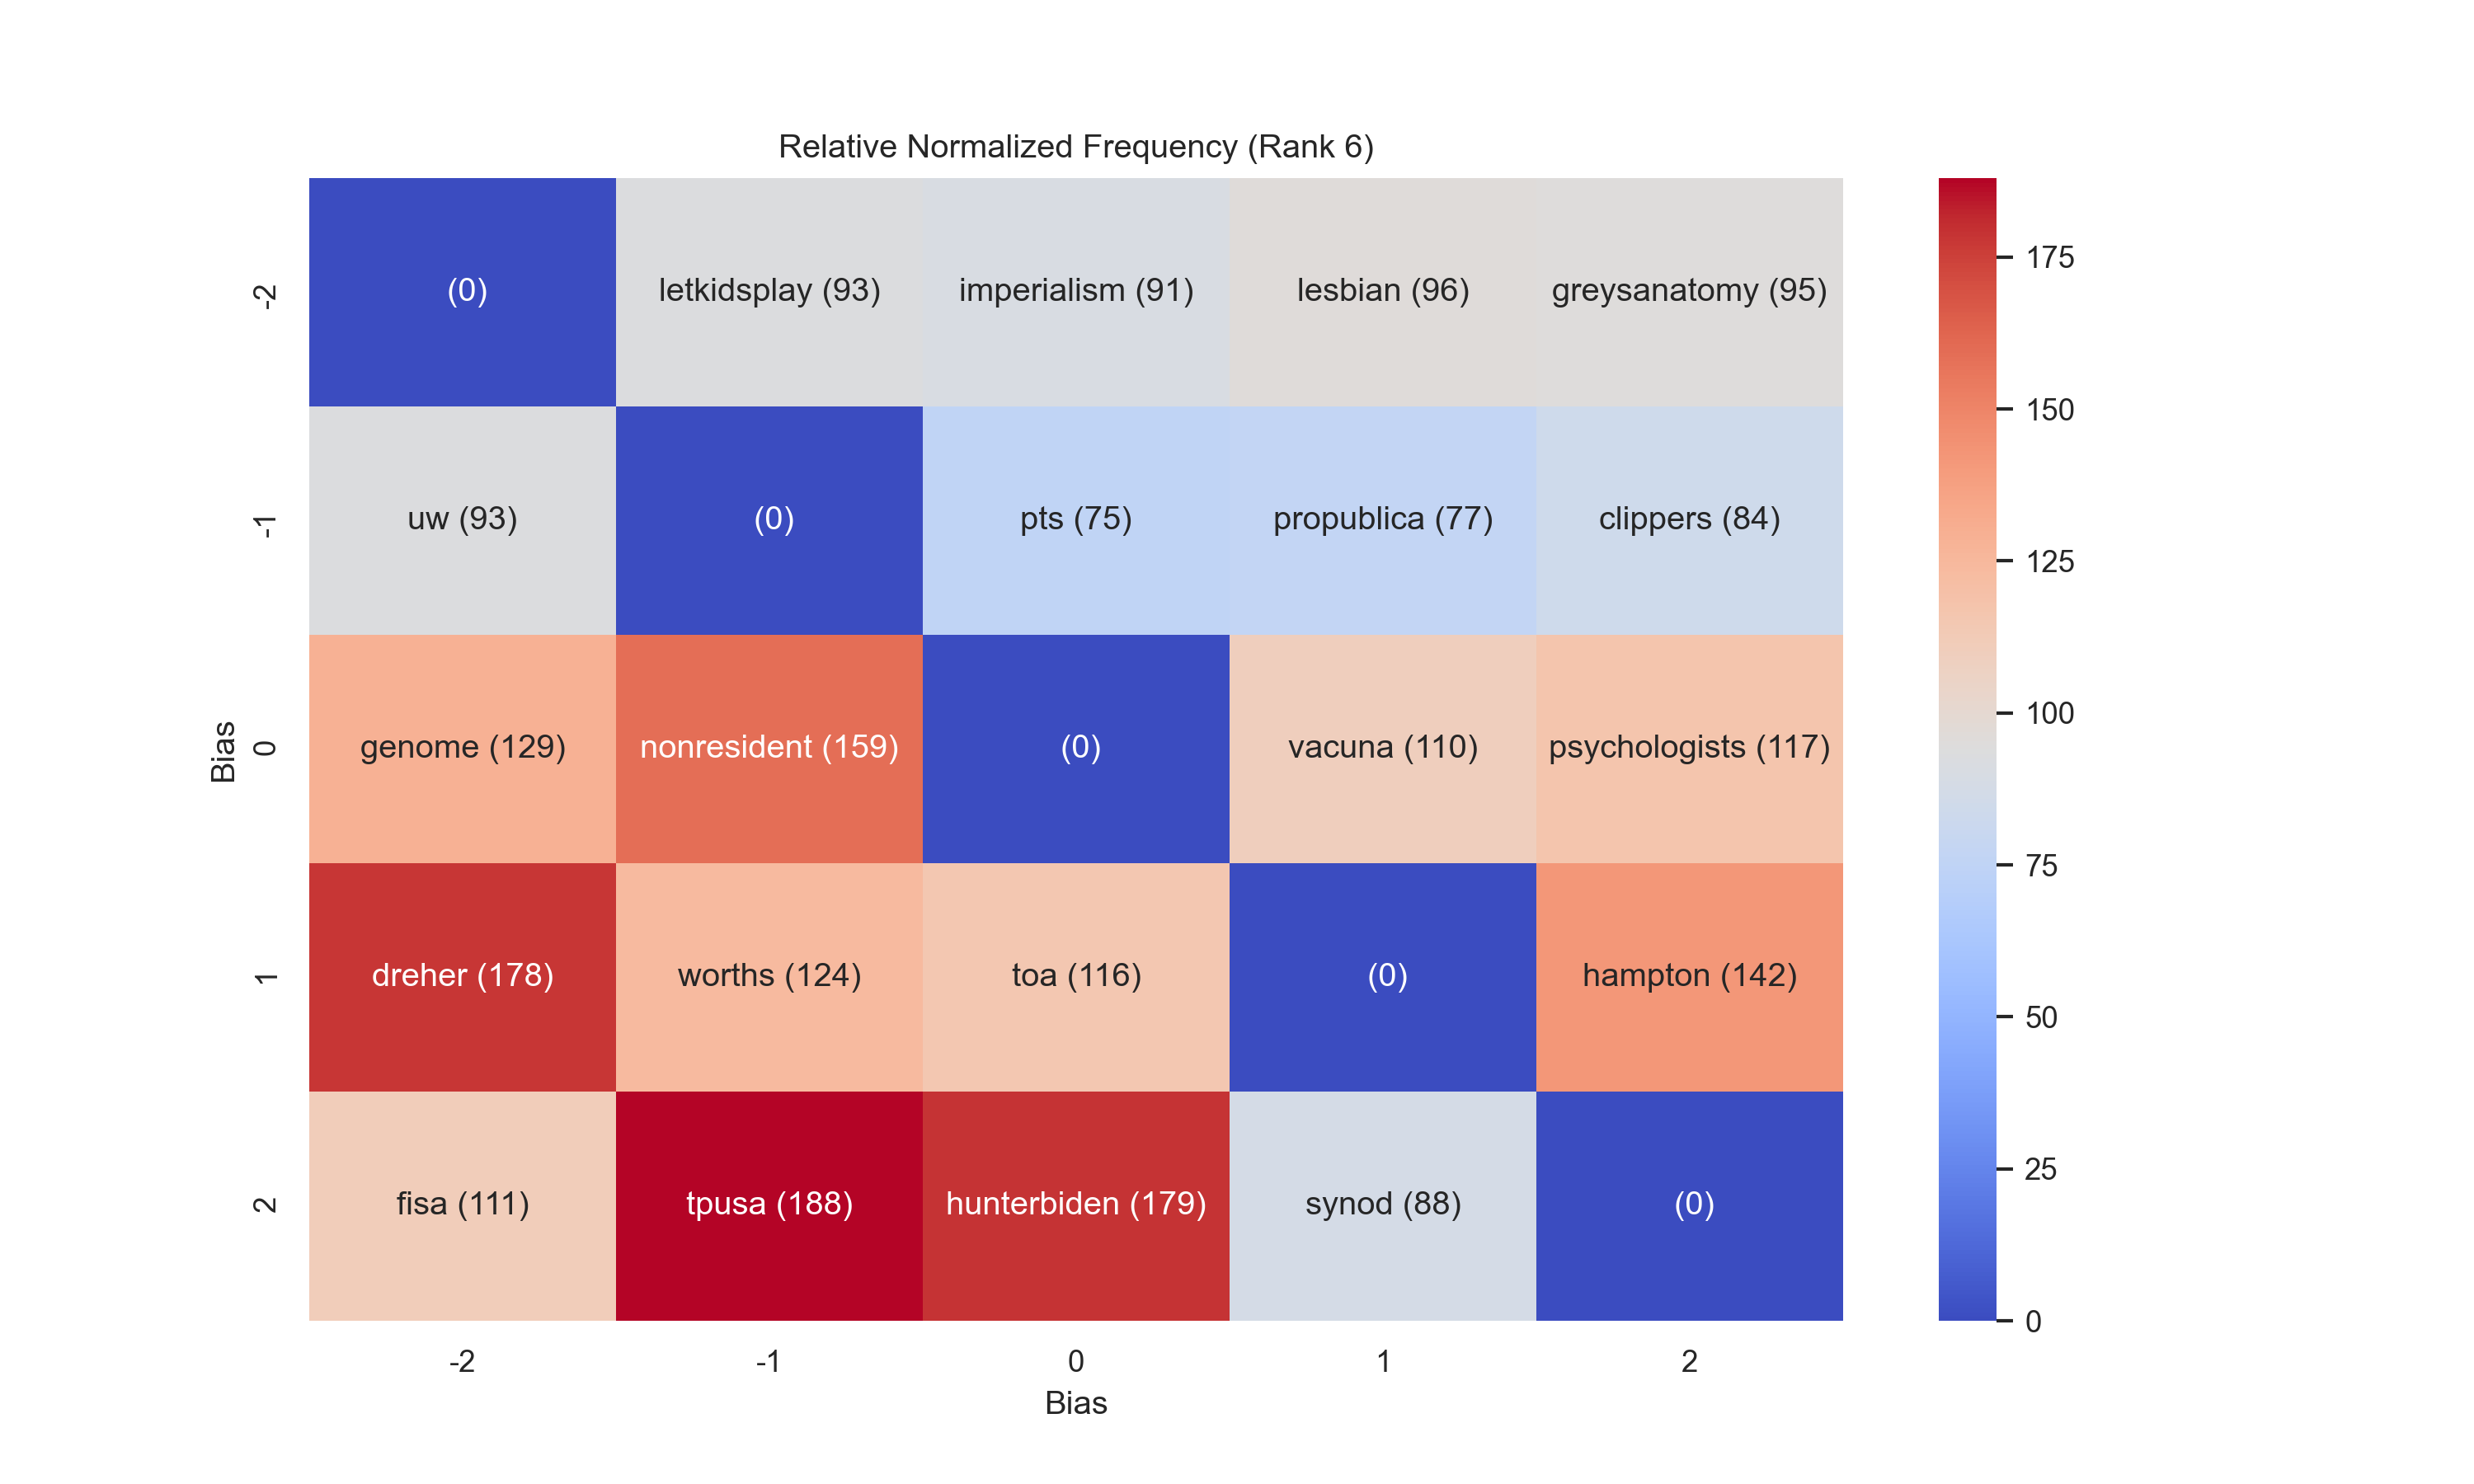 Relative Normalized Frequency (Rank 6)
-2
(0)
letkidsplay (93)
imperialism (91)
lesbian (96)
greysanatomy (95)
-1
uw (93)
(0)
pts (75)
propublica (77)
clippers (84)
Bias
0
genome (129)
nonresident (159)
(0)
vacuna (110)
psychologists (117)
1
dreher (178)
worths (124)
toa (116)
(0)
hampton (142)
2
fisa (111)
tpusa (188)
hunterbiden (179)
synod (88)
(0)
-2
-1
0
1
2
Bias
175
150
125
100
75
50
25
0